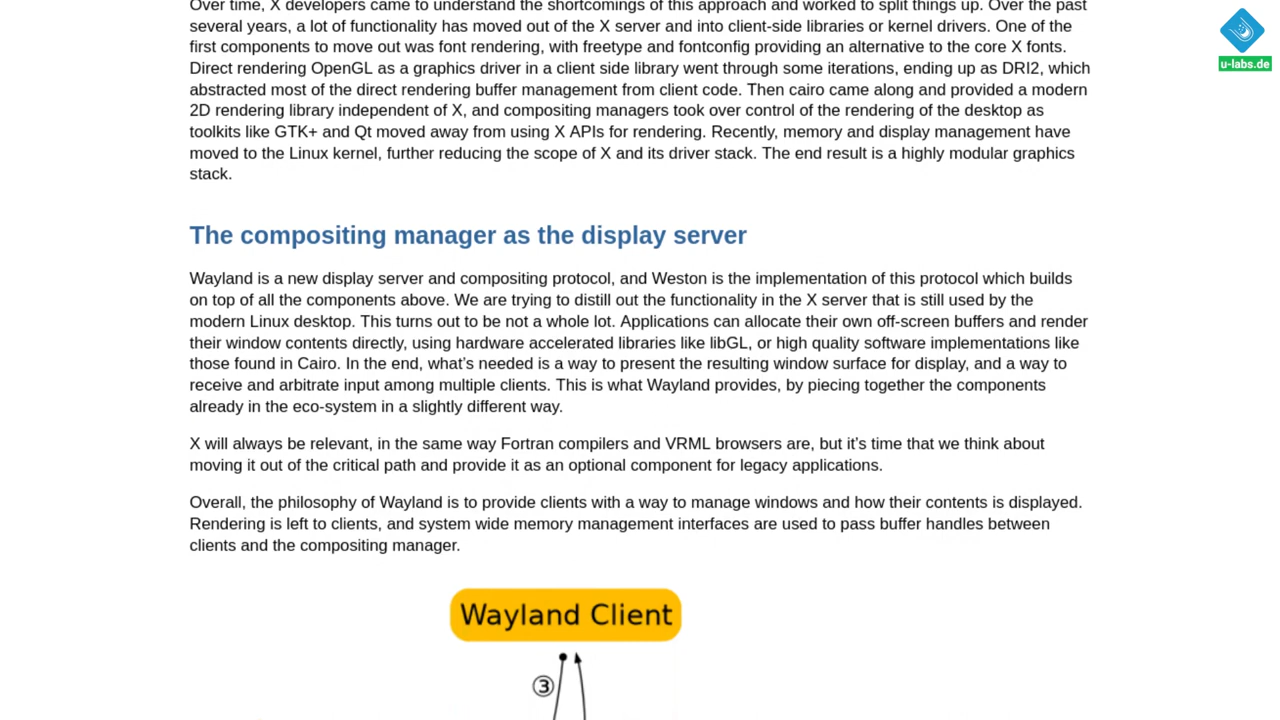 Over time, X developers came to understand the shortcomings of this approach and worked to split things up. Over the past
several years, a lot of functionality has moved out of the X server and into client-side libraries or kernel drivers. One of the
first components to move out was font rendering, with freetype and fontconfig providing an alternative to the core X fonts.
Direct rendering OpenGL as a graphics driver in a client side library went through some iterations, ending up as DRI2, which
abstracted most of the direct rendering buffer management from client code. Then cairo came along and provided a modern
2D rendering library independent of X, and compositing managers took over control of the rendering of the desktop as
toolkits like GTK+ and Qt moved away from using X APIs for rendering. Recently, memory and display management have
moved to the Linux kernel, further reducing the scope of X and its driver stack. The end result is a highly modular graphics
stack.
The compositing manager as the display server
Wayland is a new display server and compositing protocol, and Weston is the implementation of this protocol which builds
on top of all the components above. We are trying to distill out the functionality in the X server that is still used by the
modern Linux desktop. This turns out to be not a whole lot. Applications can allocate their own off-screen buffers and render
their window contents directly, using hardware accelerated libraries like libGL, or high quality software implementations like
those found in Cairo. In the end, what’s needed is a way to present the resulting window surface for display, and a way to
receive and arbitrate input among multiple clients. This is what Wayland provides, by piecing together the components
already in the eco-system in a slightly different way.
X will always be relevant, in the same way Fortran compilers and VRML browsers are, but it’s time that we think about
moving it out of the critical path and provide it as an optional component for legacy applications.
Overall, the philosophy of Wayland is to provide clients with a way to manage windows and how their contents is displayed.
Rendering is left to clients, and system wide memory management interfaces are used to pass buffer handles between
clients and the compositing manager.
Wayland Client
③
u-labs.de